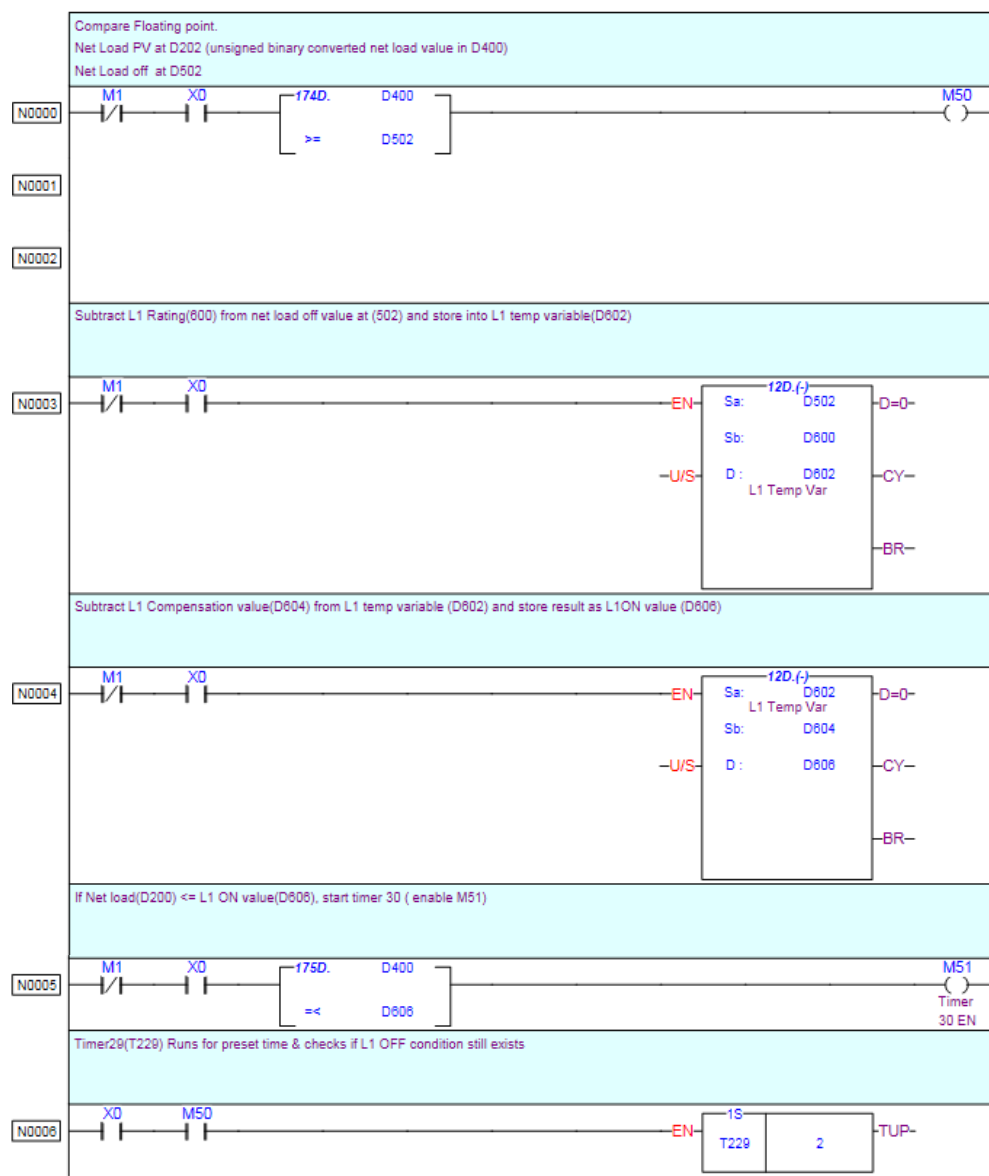 Compare Floating point.
Net Load PV at D202 (unsigned binary converted net load value in D400)
Net Load off at D502
N0000
M1 X0 174D. D400 M50
( )
>= D502
N0001
N0002
Subtract L1 Rating(600) from net load off value at (502) and store into L1 temp variable(D602)
N0003
M1 X0 12D.(-)
EN Sa: D502 D=0
Sb: D600
U/S D : D602 CY
L1 Temp Var
BR
Subtract L1 Compensation value(D604) from L1 temp variable (D602) and store result as L1ON value (D606)
N0004
M1 X0 12D.(-)
EN Sa: D602 D=0
L1 Temp Var
Sb: D604
U/S D : D606 CY
BR
If Net load(D200) <= L1 ON value(D606), start timer 30 ( enable M51)
N0005
M1 X0 175D. D400 M51
( )
=< D606 Timer
30 EN
Timer29(T229) Runs for preset time & checks if L1 OFF condition still exists
N0006
X0 M50 1S
EN T229 2 TUP